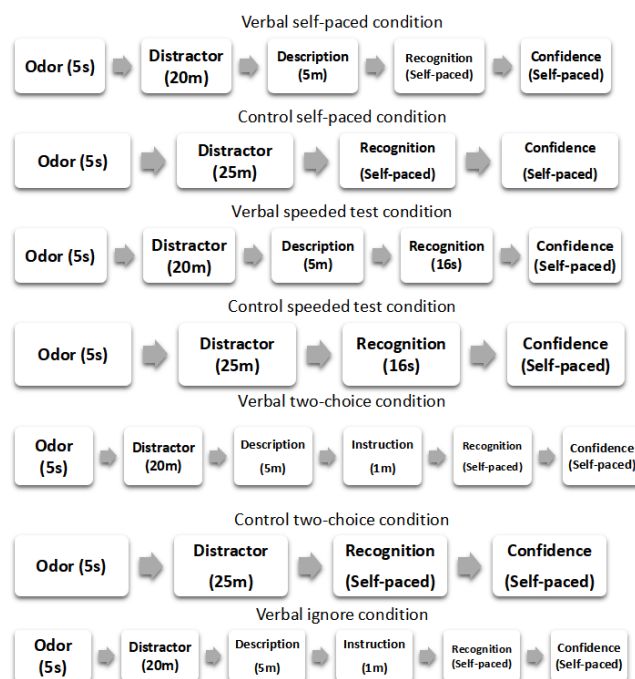 Verbal self-paced condition
Odor (5s) Distractor (20m) Description (5m) Recognition (Self-paced) Confidence (Self-paced)
Control self-paced condition
Odor (5s) Distractor (25m) Recognition (Self-paced) Confidence (Self-paced)
Verbal speeded test condition
Odor (5s) Distractor (20m) Description (5m) Recognition (16s) Confidence (Self-paced)
Control speeded test condition
Odor (5s) Distractor (25m) Recognition (16s) Confidence (Self-paced)
Verbal two-choice condition
Odor (5s) Distractor (20m) Description (5m) Instruction (1m) Recognition (Self-paced) Confidence (Self-paced)
Control two-choice condition
Odor (5s) Distractor (25m) Recognition (Self-paced) Confidence (Self-paced)
Verbal ignore condition
Odor (5s) Distractor (20m) Description (5m) Instruction (1m) Recognition (Self-paced) Confidence (Self-paced)